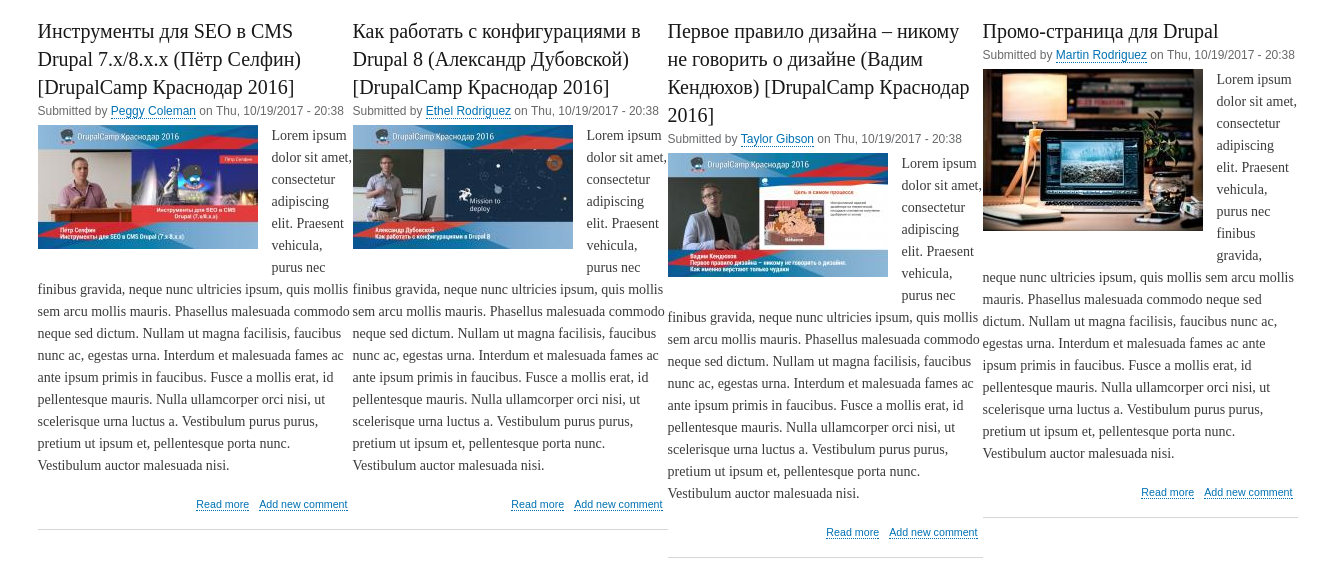 Инструменты для SEO в CMS
Drupal 7.x/8.x.x (Пётр Селфин)
[DrupalCamp Краснодар 2016]
Submitted by Peggy Coleman on Thu, 10/19/2017 - 20:38
DrupalCamp Краснодар 2016
Пётр Селфин
Инструменты для SEO в CMS
Drupal (7.x/8.x.x)
Пётр Селфин
Инструменты для SEO в CMS Drupal (7.x 8.x.x)
Lorem ipsum
dolor sit amet,
consectetur
adipiscing
elit. Praesent
vehicula,
purus nec
finibus gravida, neque nunc ultricies ipsum, quis mollis
sem arcu mollis mauris. Phasellus malesuada commodo
neque sed dictum. Nullam ut magna facilisis, faucibus
nunc ac, egestas urna. Interdum et malesuada fames ac
ante ipsum primis in faucibus. Fusce a mollis erat, id
pellentesque mauris. Nulla ullamcorper orci nisi, ut
scelerisque urna luctus a. Vestibulum purus purus,
pretium ut ipsum et, pellentesque porta nunc.
Vestibulum auctor malesuada nisi.
Read more Add new comment
Как работать с конфигурациями в
Drupal 8 (Александр Дубовской)
[DrupalCamp Краснодар 2016]
Submitted by Ethel Rodriguez on Thu, 10/19/2017 - 20:38
DrupalCamp Краснодар 2016
Mission to
deploy
Александр Дубовской
Как работать с конфигурациями в Drupal 8
Lorem ipsum
dolor sit amet,
consectetur
adipiscing
elit. Praesent
vehicula,
purus nec
finibus gravida, neque nunc ultricies ipsum, quis mollis
sem arcu mollis mauris. Phasellus malesuada commodo
neque sed dictum. Nullam ut magna facilisis, faucibus
nunc ac, egestas urna. Interdum et malesuada fames ac
ante ipsum primis in faucibus. Fusce a mollis erat, id
pellentesque mauris. Nulla ullamcorper orci nisi, ut
scelerisque urna luctus a. Vestibulum purus purus,
pretium ut ipsum et, pellentesque porta nunc.
Vestibulum auctor malesuada nisi.
Read more Add new comment
Первое правило дизайна – никому
не говорить о дизайне (Вадим
Кендюхов) [DrupalCamp Краснодар
2016]
Submitted by Taylor Gibson on Thu, 10/19/2017 - 20:38
DrupalCamp Краснодар 2016
Цель в самом процессе
Вадим Кендюхов
Первое правило дизайна – никому не говорить о дизайне.
Как именно верстают только чудаки
Lorem ipsum
dolor sit amet,
consectetur
adipiscing
elit. Praesent
vehicula,
purus nec
finibus gravida, neque nunc ultricies ipsum, quis mollis
sem arcu mollis mauris. Phasellus malesuada commodo
neque sed dictum. Nullam ut magna facilisis, faucibus
nunc ac, egestas urna. Interdum et malesuada fames ac
ante ipsum primis in faucibus. Fusce a mollis erat, id
pellentesque mauris. Nulla ullamcorper orci nisi, ut
scelerisque urna luctus a. Vestibulum purus purus,
pretium ut ipsum et, pellentesque porta nunc.
Vestibulum auctor malesuada nisi.
Read more Add new comment
Промо-страница для Drupal
Submitted by Martin Rodriguez on Thu, 10/19/2017 - 20:38
Lorem ipsum
dolor sit amet,
consectetur
adipiscing
elit. Praesent
vehicula,
purus nec
finibus
gravida,
neque nunc ultricies ipsum, quis mollis sem arcu mollis
mauris. Phasellus malesuada commodo neque sed
dictum. Nullam ut magna facilisis, faucibus nunc ac,
egestas urna. Interdum et malesuada fames ac ante
ipsum primis in faucibus. Fusce a mollis erat, id
pellentesque mauris. Nulla ullamcorper orci nisi, ut
scelerisque urna luctus a. Vestibulum purus purus,
pretium ut ipsum et, pellentesque porta nunc.
Vestibulum auctor malesuada nisi.
Read more Add new comment